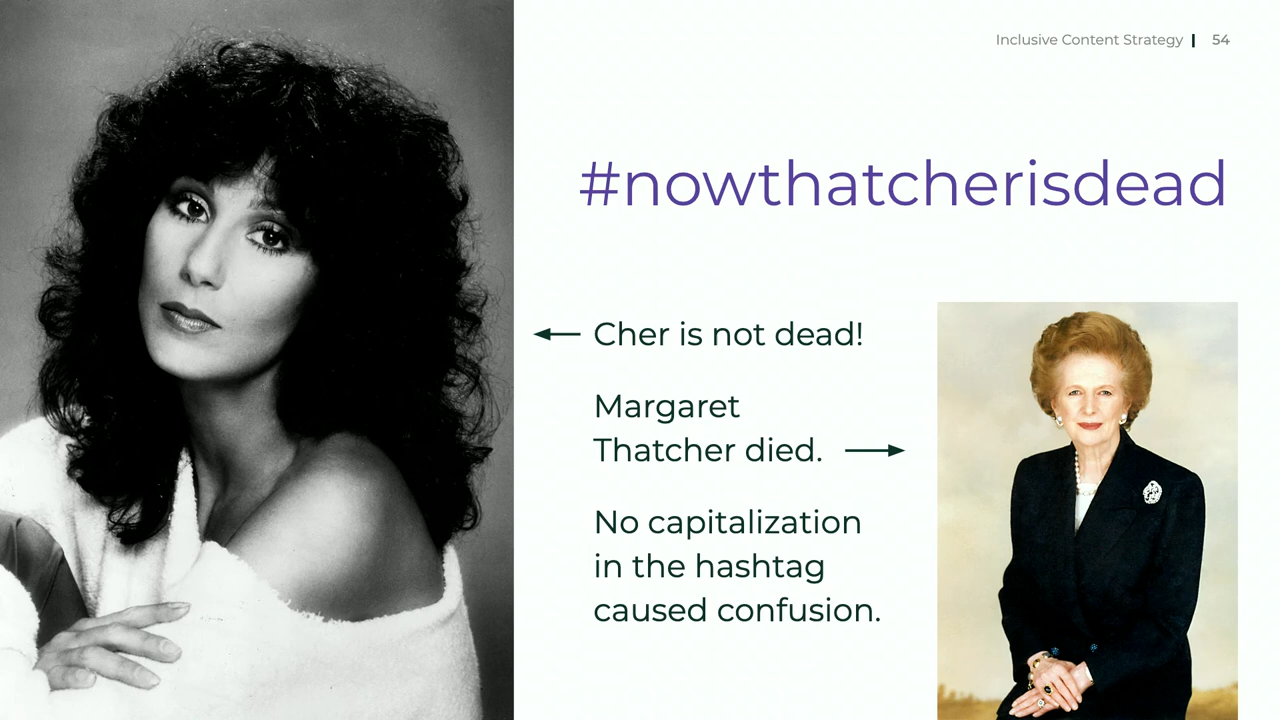 Inclusive Content Strategy | 54
#nowthatcherisdead
Cher is not dead!
Margaret
Thatcher died.
No capitalization
in the hashtag
caused confusion.